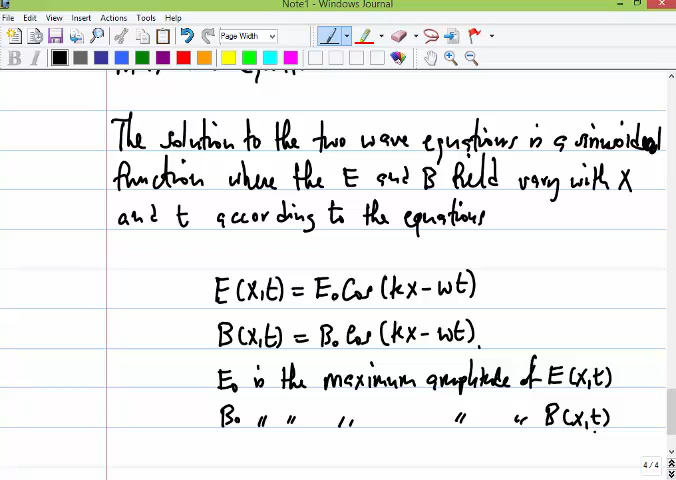 Note1 - Windows Journal
File Edit View Insert Actions Tools Help
Page Width
B I
The solution to the two wave equations is a sinusoidal
function where the E and B field vary with x
and t according to the equations
E(x,t) = E₀ Cos (kx - wt)
B(x,t) = B₀ Cos (kx - wt).
E₀ is the maximum amplitude of E(x,t)
B₀ " " " " " B(x,t)
4/4